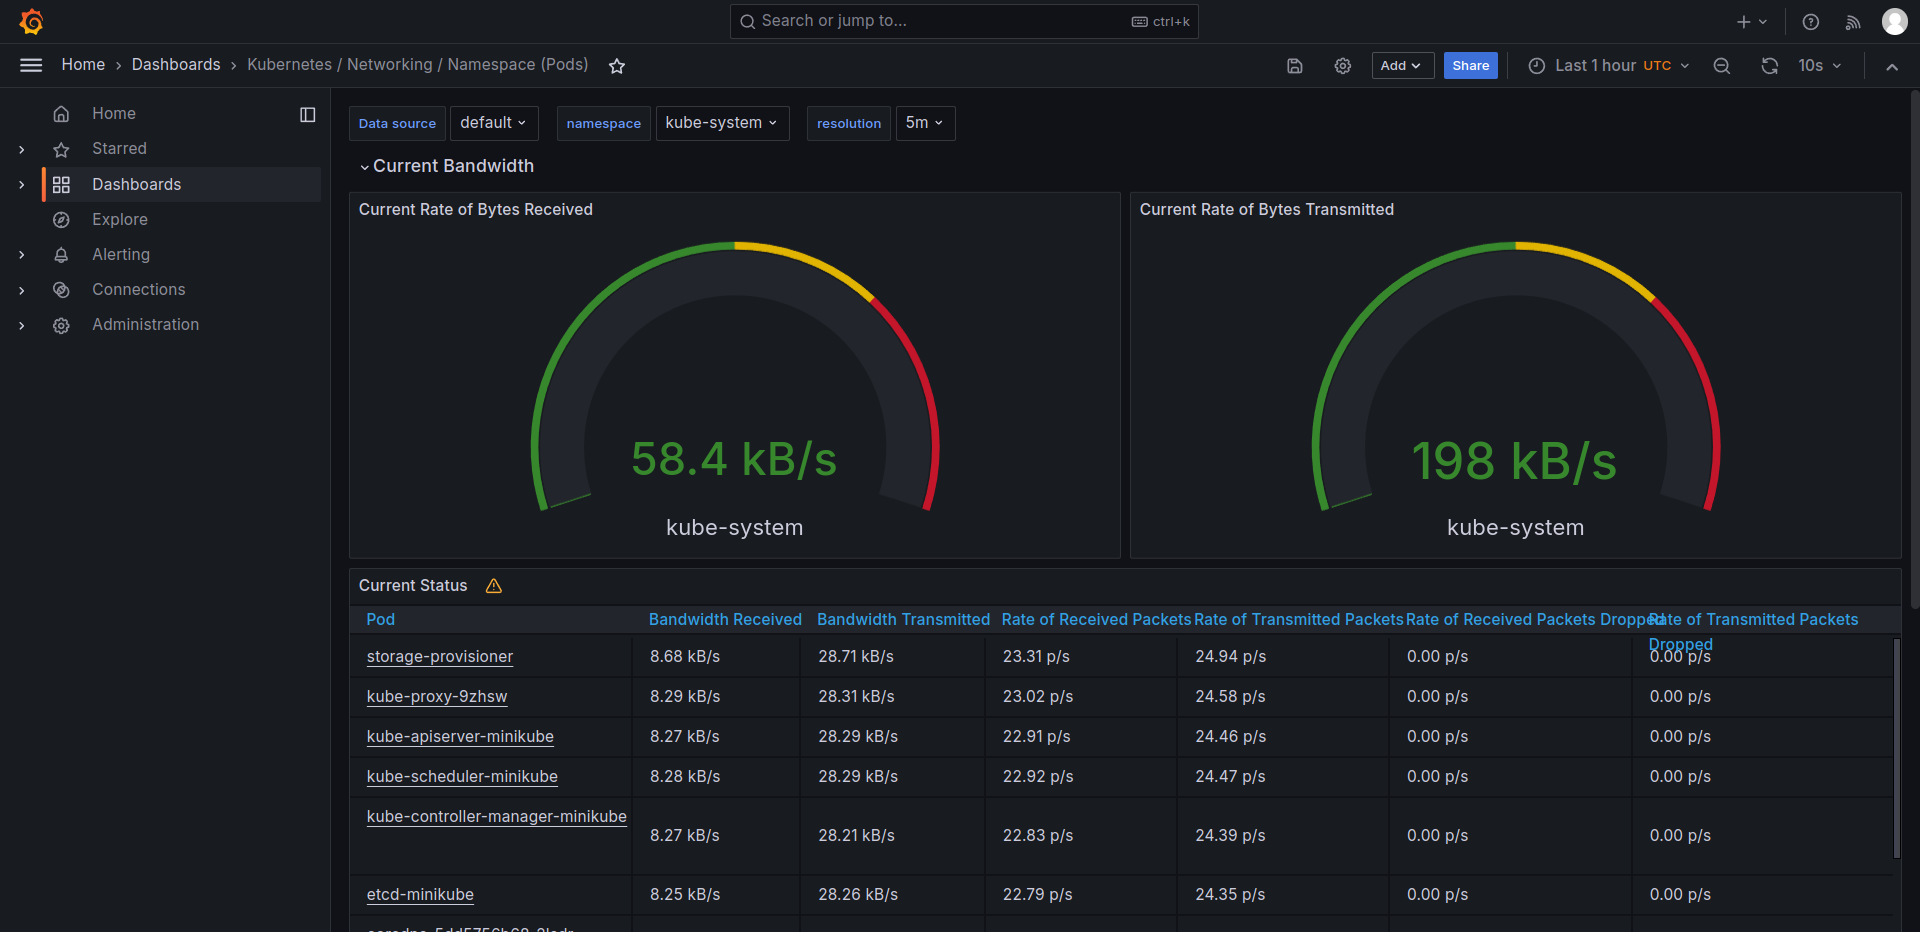 Search or jump to... ctrl+k
Home › Dashboards › Kubernetes / Networking / Namespace (Pods) Add Share Last 1 hour UTC 10s
Home
Starred
Dashboards
Explore
Alerting
Connections
Administration
Data source default namespace kube-system resolution 5m
Current Bandwidth
Current Rate of Bytes Received
58.4 kB/s
kube-system
Current Rate of Bytes Transmitted
198 kB/s
kube-system
Current Status
Pod Bandwidth Received Bandwidth Transmitted Rate of Received Packets Rate of Transmitted Packets Rate of Received Packets Dropped Rate of Transmitted Packets
Dropped
storage-provisioner 8.68 kB/s 28.71 kB/s 23.31 p/s 24.94 p/s 0.00 p/s 0.00 p/s
kube-proxy-9zhsw 8.29 kB/s 28.31 kB/s 23.02 p/s 24.58 p/s 0.00 p/s 0.00 p/s
kube-apiserver-minikube 8.27 kB/s 28.29 kB/s 22.91 p/s 24.46 p/s 0.00 p/s 0.00 p/s
kube-scheduler-minikube 8.28 kB/s 28.29 kB/s 22.92 p/s 24.47 p/s 0.00 p/s 0.00 p/s
kube-controller-manager-minikube 8.27 kB/s 28.21 kB/s 22.83 p/s 24.39 p/s 0.00 p/s 0.00 p/s
etcd-minikube 8.25 kB/s 28.26 kB/s 22.79 p/s 24.35 p/s 0.00 p/s 0.00 p/s